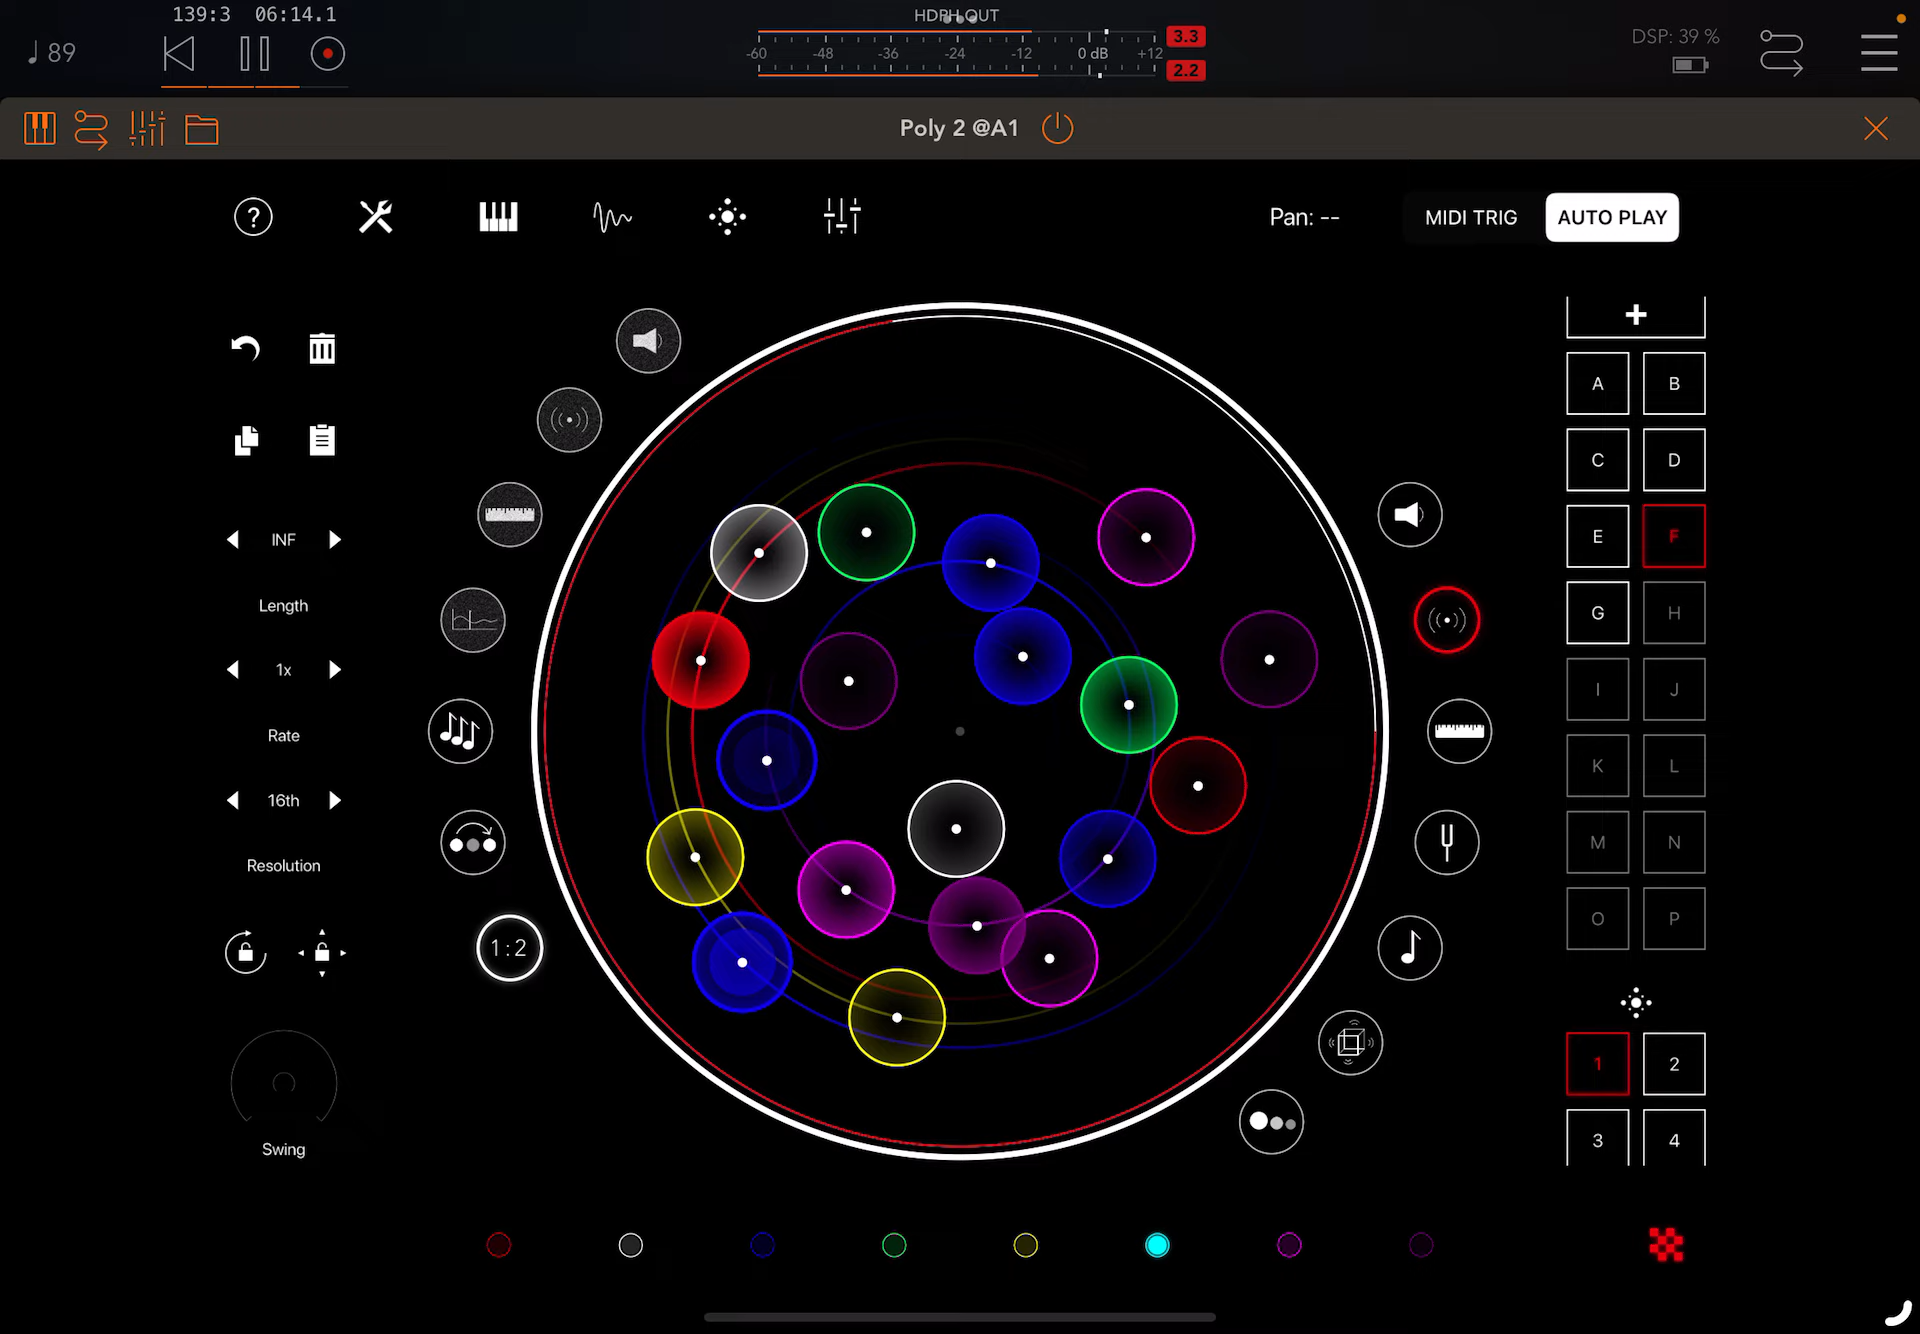 139:3 06:14.1
HDPH OUT
♩ 89
-60 -48 -36 -24 -12 0 dB +12
3.3
2.2
DSP: 39 %
Poly 2 @A1
?
Pan: --
MIDI TRIG
AUTO PLAY
+
A B
C D
E F
G H
I J
K L
M N
O P
1 2
3 4
INF
Length
1x
Rate
16th
Resolution
1:2
Swing